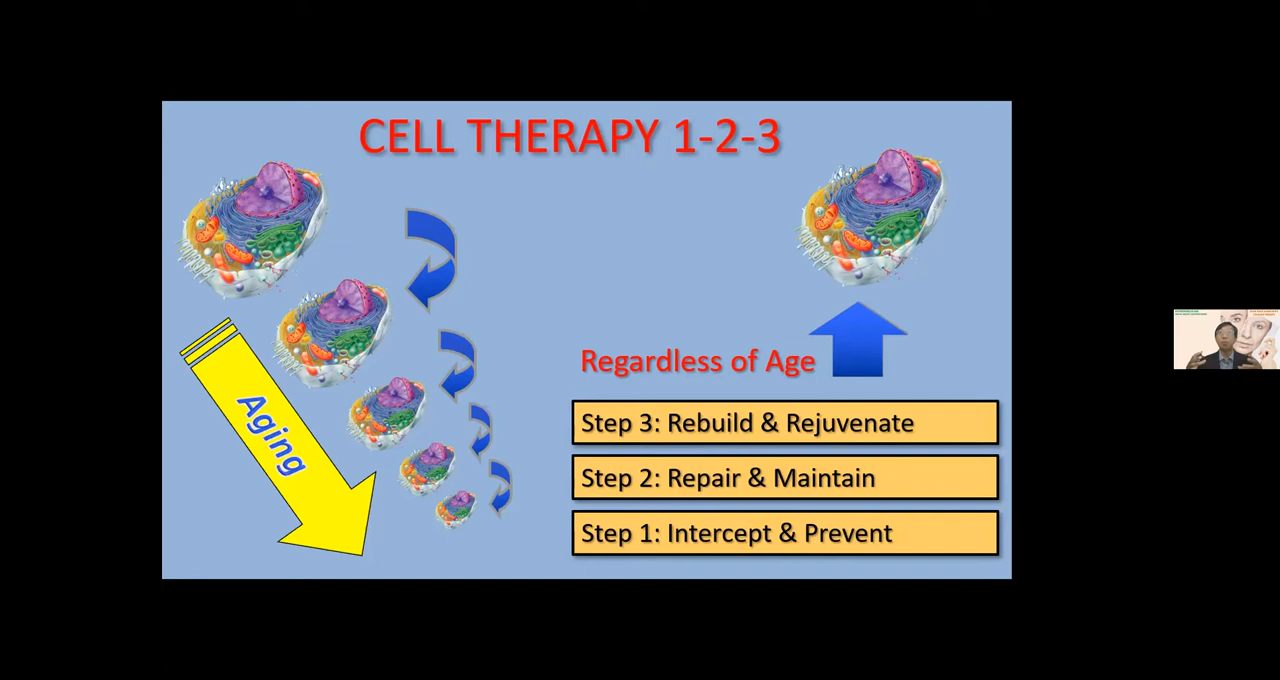 CELL THERAPY 1-2-3
Aging
Regardless of Age
Step 3: Rebuild & Rejuvenate
Step 2: Repair & Maintain
Step 1: Intercept & Prevent